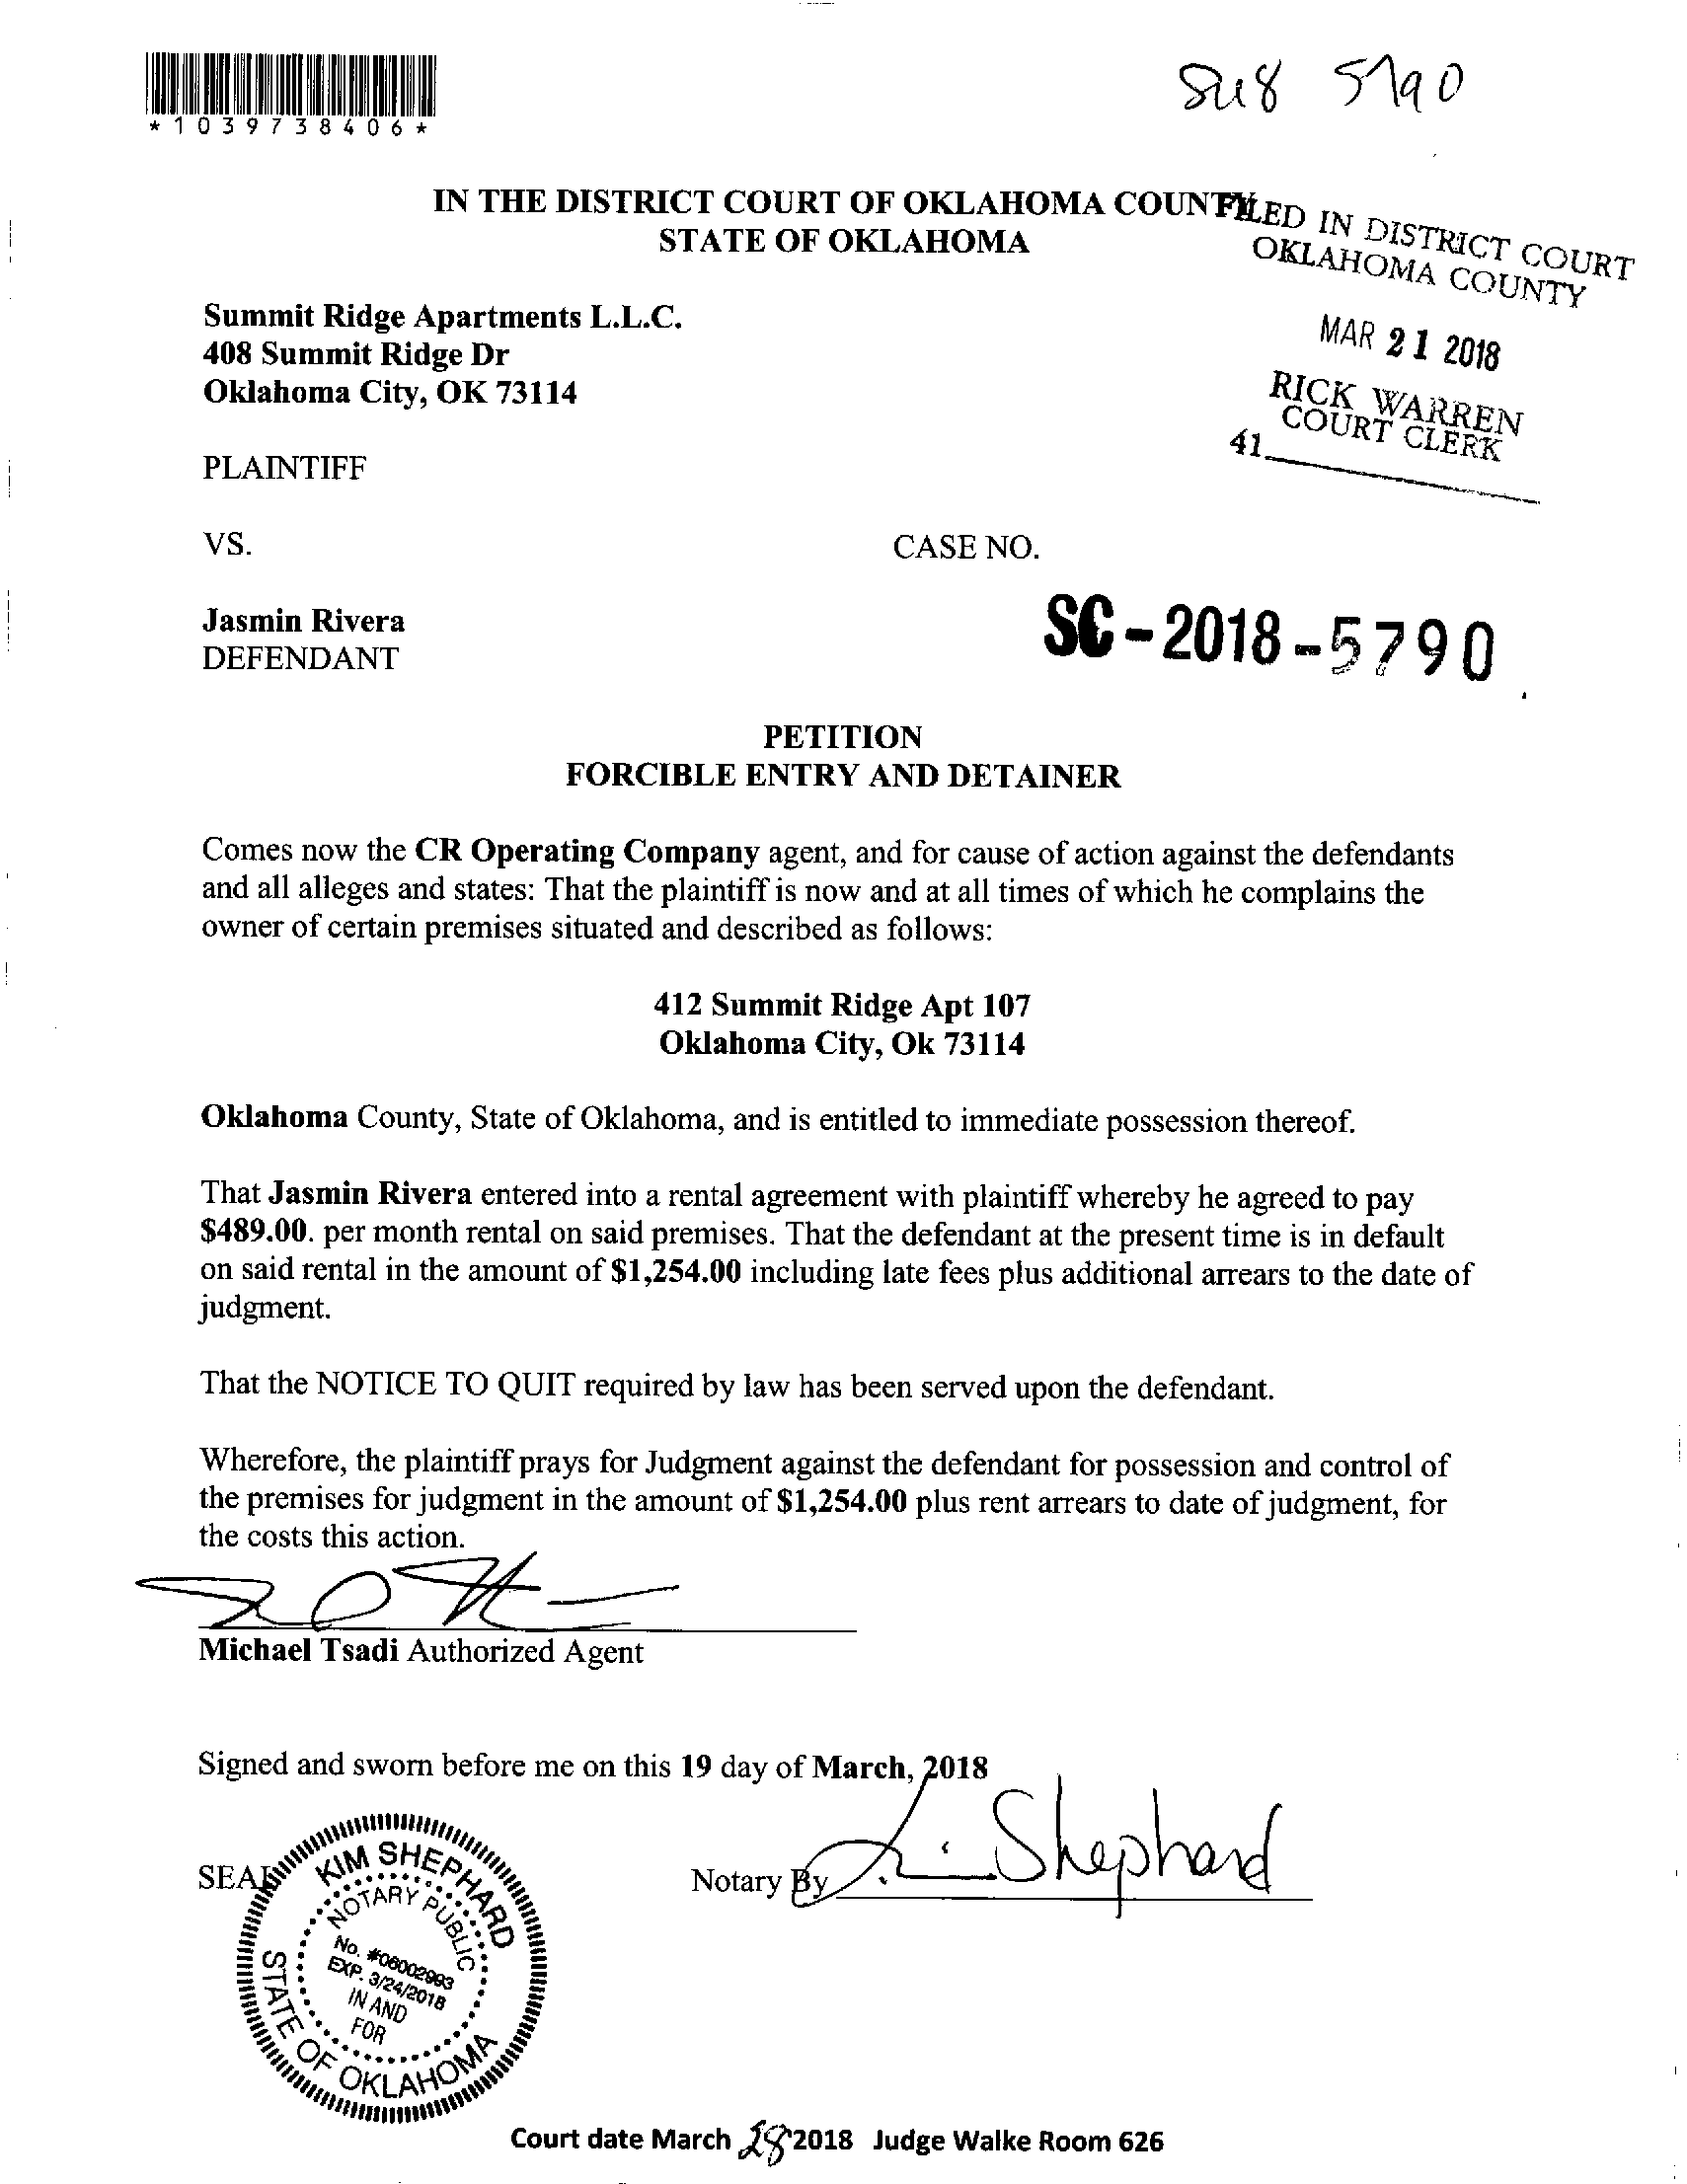 *1039738406*
5790
IN THE DISTRICT COURT OF OKLAHOMA COUNTY
STATE OF OKLAHOMA
FILED IN DISTRICT COURT
OKLAHOMA COUNTY
MAR 21 2018
RICK WARREN
COURT CLERK
41
Summit Ridge Apartments L.L.C.
408 Summit Ridge Dr
Oklahoma City, OK 73114
PLAINTIFF
VS.
CASE NO.
Jasmin Rivera
SC-2018-5790
DEFENDANT
PETITION
FORCIBLE ENTRY AND DETAINER
Comes now the CR Operating Company agent, and for cause of action against the defendants
and all alleges and states: That the plaintiff is now and at all times of which he complains the
owner of certain premises situated and described as follows:
412 Summit Ridge Apt 107
Oklahoma City, Ok 73114
Oklahoma County, State of Oklahoma, and is entitled to immediate possession thereof.
That Jasmin Rivera entered into a rental agreement with plaintiff whereby he agreed to pay
$489.00. per month rental on said premises. That the defendant at the present time is in default
on said rental in the amount of $1,254.00 including late fees plus additional arrears to the date of
judgment.
That the NOTICE TO QUIT required by law has been served upon the defendant.
Wherefore, the plaintiff prays for Judgment against the defendant for possession and control of
the premises for judgment in the amount of $1,254.00 plus rent arrears to date of judgment, for
the costs this action.
Michael Tsadi Authorized Agent
Signed and sworn before me on this 19 day of March, 2018
SEAL
Notary By Shephard
KIM SHEPHARD
NOTARY PUBLIC
No. #06002993
EXP. 3/24/2018
IN AND
FOR
STATE OF OKLAHOMA
Court date March 28 2018 Judge Walke Room 626